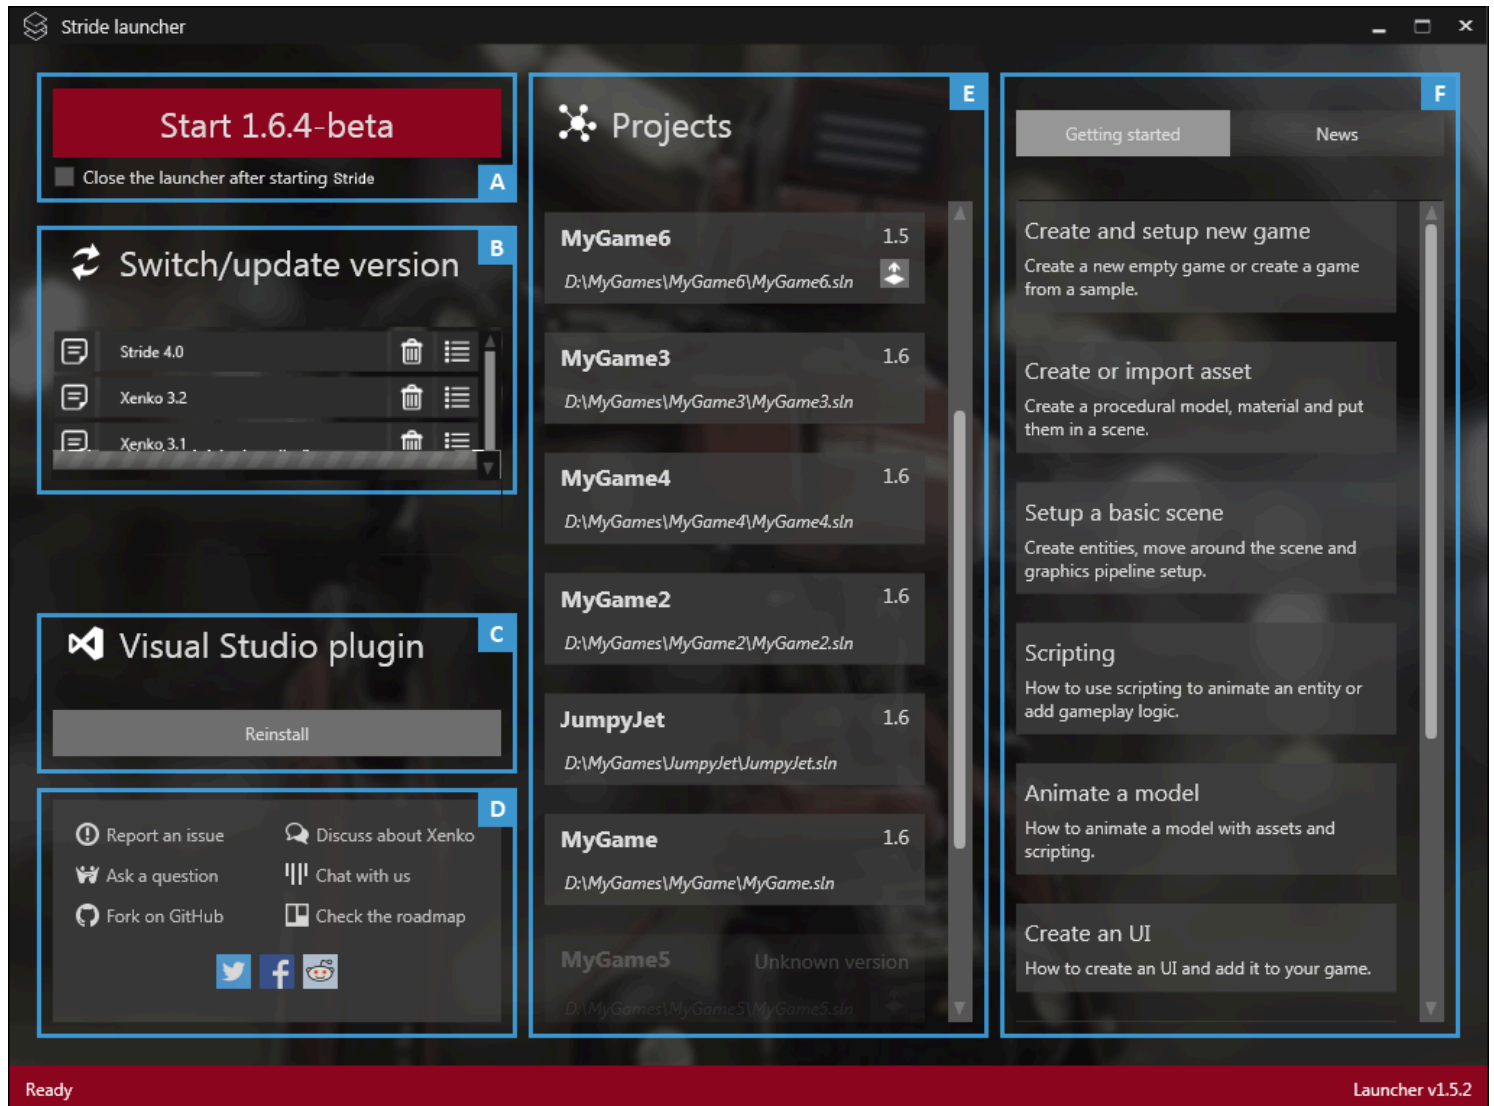 Stride launcher
Start 1.6.4-beta
Close the launcher after starting Stride
A
B
Switch/update version
Stride 4.0
Xenko 3.2
Xenko 3.1
C
Visual Studio plugin
Reinstall
D
Report an issue
Discuss about Xenko
Ask a question
Chat with us
Fork on GitHub
Check the roadmap
E
Projects
MyGame6 1.5
D:\MyGames\MyGame6\MyGame6.sln
MyGame3 1.6
D:\MyGames\MyGame3\MyGame3.sln
MyGame4 1.6
D:\MyGames\MyGame4\MyGame4.sln
MyGame2 1.6
D:\MyGames\MyGame2\MyGame2.sln
JumpyJet 1.6
D:\MyGames\JumpyJet\JumpyJet.sln
MyGame 1.6
D:\MyGames\MyGame\MyGame.sln
MyGame5 Unknown version
D:\MyGames\MyGame5\MyGame5.sln
F
Getting started
News
Create and setup new game
Create a new empty game or create a game
from a sample.
Create or import asset
Create a procedural model, material and put
them in a scene.
Setup a basic scene
Create entities, move around the scene and
graphics pipeline setup.
Scripting
How to use scripting to animate an entity or
add gameplay logic.
Animate a model
How to animate a model with assets and
scripting.
Create an UI
How to create an UI and add it to your game.
Ready
Launcher v1.5.2